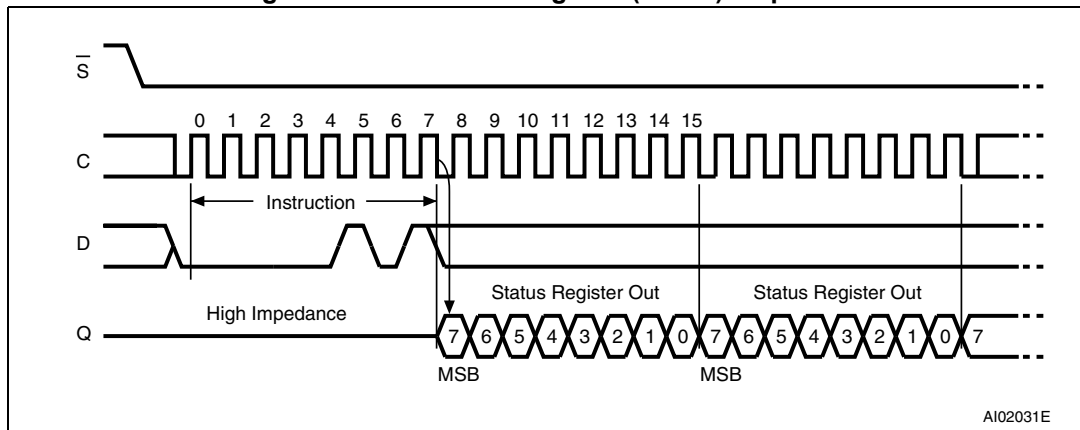 S
0 1 2 3 4 5 6 7 8 9 10 11 12 13 14 15
C
Instruction
D
Status Register Out Status Register Out
High Impedance
Q 7 6 5 4 3 2 1 0 7 6 5 4 3 2 1 0 7
MSB MSB
AI02031E